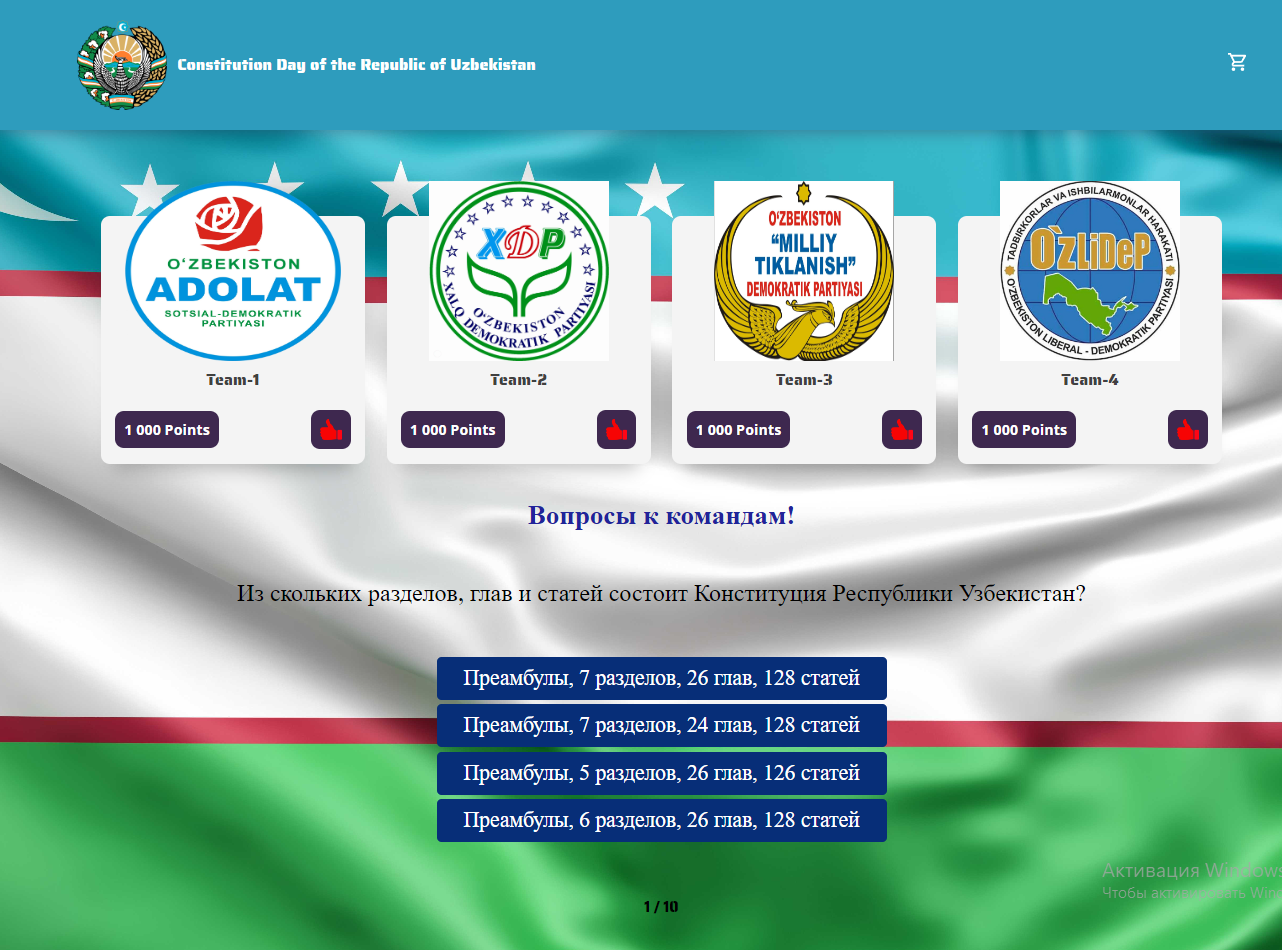 Constitution Day of the Republic of Uzbekistan
O‘ZBEKISTON
ADOLAT
SOTSIAL-DEMOKRATIK
PARTIYASI
Team-1
1 000 Points
XDP
O‘ZBEKISTON
XALQ DEMOKRATIK PARTIYASI
Team-2
1 000 Points
O‘ZBEKISTON
“MILLIY
TIKLANISH”
DEMOKRATIK PARTIYASI
Team-3
1 000 Points
TADBIRKORLAR VA ISHBILARMONLAR HARAKATI
O`ZLiDeP
O‘ZBEKISTON LIBERAL - DEMOKRATIK PARTIYASI
Team-4
1 000 Points
Вопросы к командам!
Из скольких разделов, глав и статей состоит Конституция Республики Узбекистан?
Преамбулы, 7 разделов, 26 глав, 128 статей
Преамбулы, 7 разделов, 24 глав, 128 статей
Преамбулы, 5 разделов, 26 глав, 126 статей
Преамбулы, 6 разделов, 26 глав, 128 статей
Активация Windows
Чтобы активировать Win
1 / 10